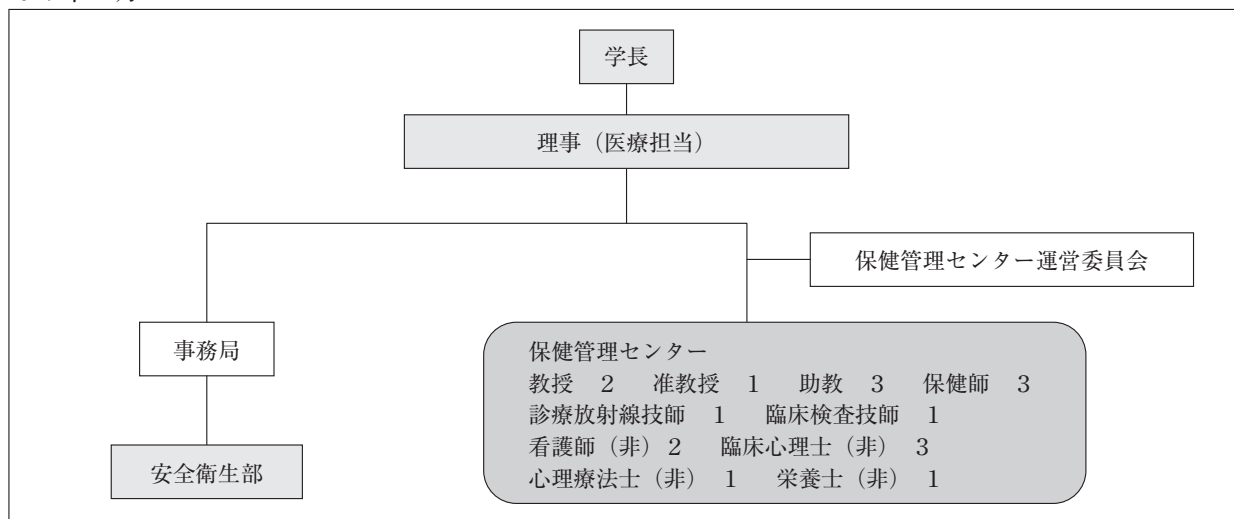 学長
理事（医療担当）
保健管理センター運営委員会
事務局
保健管理センター
教授　2　准教授　1　助教　3　保健師　3
診療放射線技師　1　臨床検査技師　1
看護師（非）2　臨床心理士（非）　3
心理療法士（非）　1　栄養士（非）　1
安全衛生部